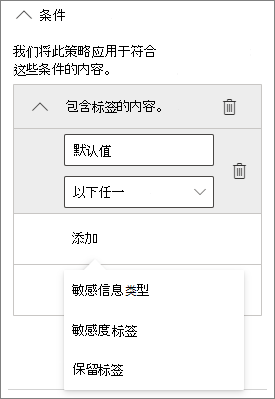 条件
我们将此策略应用于符合
这些条件的内容。
包含标签的内容。
默认值
以下任一
添加
敏感信息类型
敏感度标签
保留标签